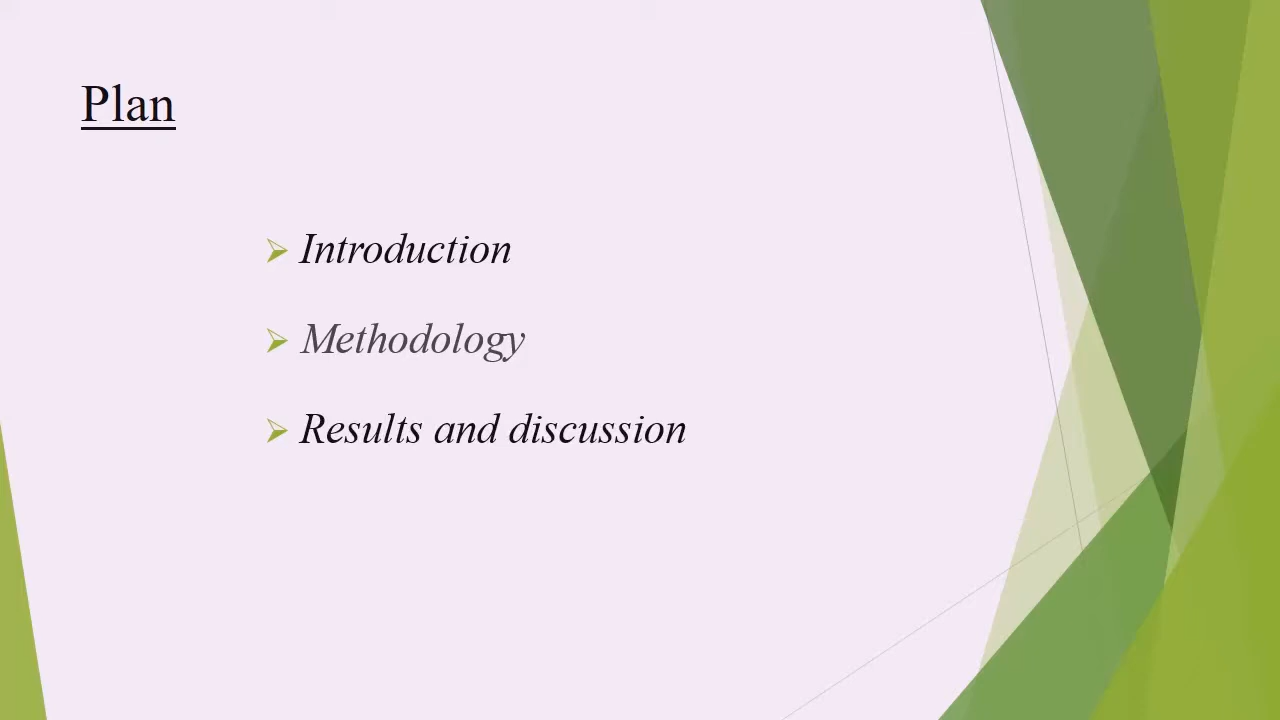 Plan
Introduction
Methodology
Results and discussion